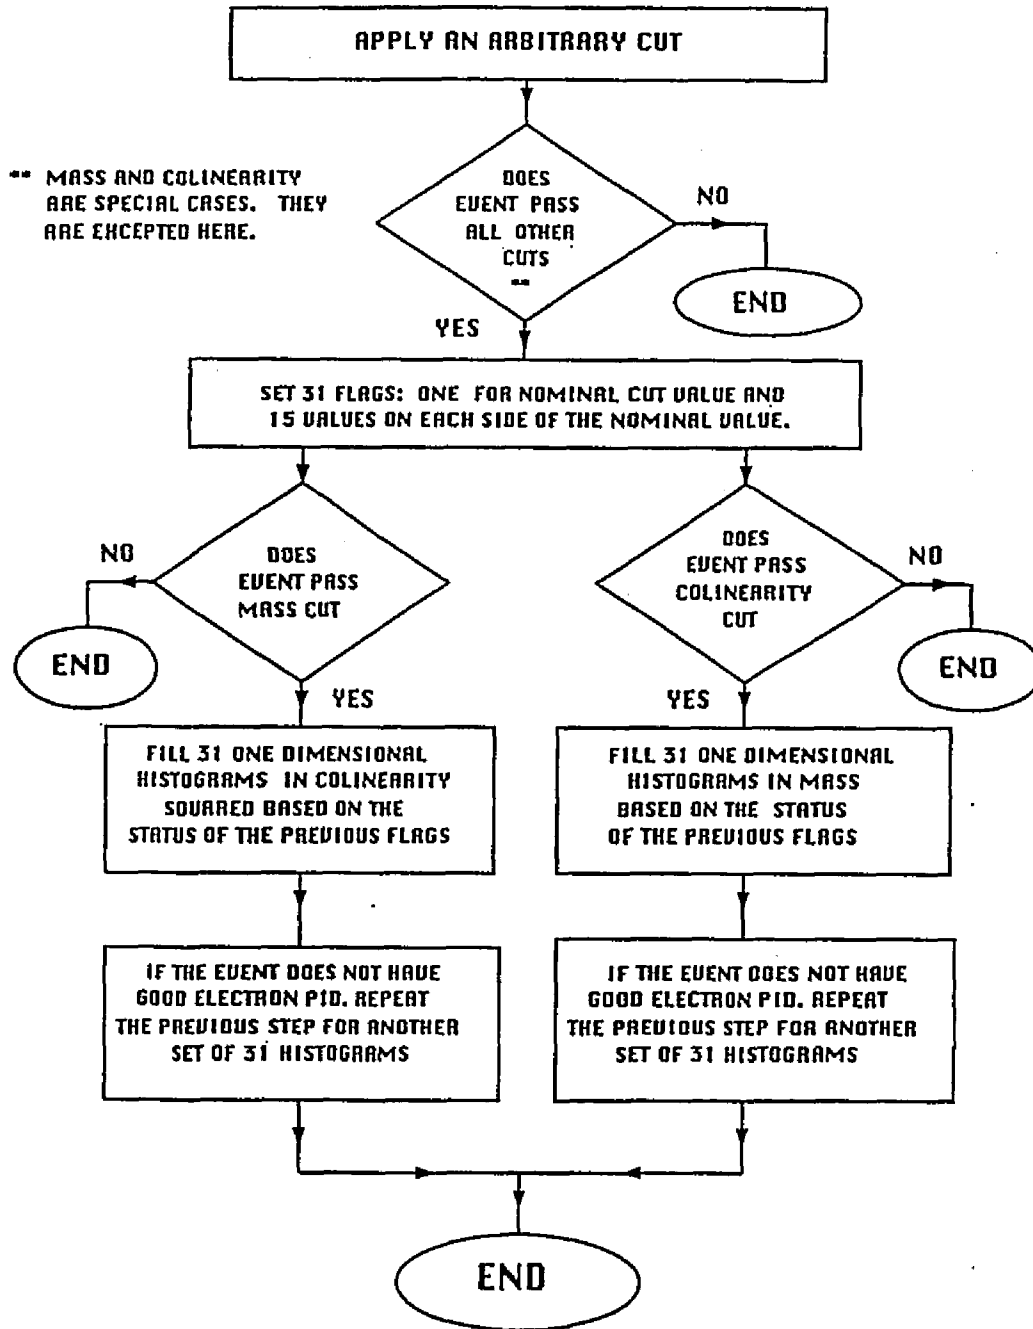 APPLY AN ARBITRARY CUT
** MASS AND COLINEARITY
ARE SPECIAL CASES. THEY
ARE EXCEPTED HERE.
DOES
EVENT PASS
ALL OTHER
CUTS
**
NO
END
YES
SET 31 FLAGS: ONE FOR NOMINAL CUT VALUE AND
15 VALUES ON EACH SIDE OF THE NOMINAL VALUE.
NO
DOES
EVENT PASS
MASS CUT
END
YES
DOES
EVENT PASS
COLINEARITY
CUT
NO
END
YES
FILL 31 ONE DIMENSIONAL
HISTOGRAMS IN COLINEARITY
SQUARED BASED ON THE
STATUS OF THE PREVIOUS FLAGS
FILL 31 ONE DIMENSIONAL
HISTOGRAMS IN MASS
BASED ON THE STATUS
OF THE PREVIOUS FLAGS
IF THE EVENT DOES NOT HAVE
GOOD ELECTRON PID. REPEAT
THE PREVIOUS STEP FOR ANOTHER
SET OF 31 HISTOGRAMS
IF THE EVENT DOES NOT HAVE
GOOD ELECTRON PID. REPEAT
THE PREVIOUS STEP FOR ANOTHER
SET OF 31 HISTOGRAMS
END